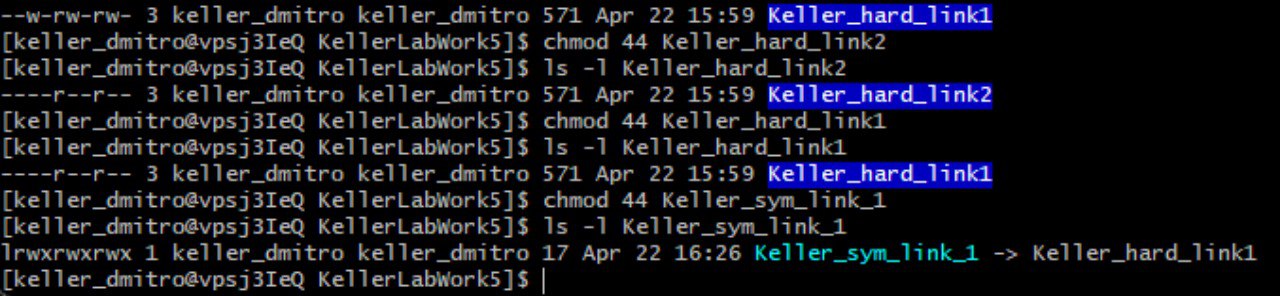 --w-rw-rw- 3 keller_dmitro keller_dmitro 571 Apr 22 15:59 Keller_hard_link1
[keller_dmitro@vpsj3IeQ KellerLabWork5]$ chmod 44 Keller_hard_link2
[keller_dmitro@vpsj3IeQ KellerLabWork5]$ ls -l Keller_hard_link2
----r--r-- 3 keller_dmitro keller_dmitro 571 Apr 22 15:59 Keller_hard_link2
[keller_dmitro@vpsj3IeQ KellerLabWork5]$ chmod 44 Keller_hard_link1
[keller_dmitro@vpsj3IeQ KellerLabWork5]$ ls -l Keller_hard_link1
----r--r-- 3 keller_dmitro keller_dmitro 571 Apr 22 15:59 Keller_hard_link1
[keller_dmitro@vpsj3IeQ KellerLabWork5]$ chmod 44 Keller_sym_link_1
[keller_dmitro@vpsj3IeQ KellerLabWork5]$ ls -l Keller_sym_link_1
lrwxrwxrwx 1 keller_dmitro keller_dmitro 17 Apr 22 16:26 Keller_sym_link_1 -> Keller_hard_link1
[keller_dmitro@vpsj3IeQ KellerLabWork5]$